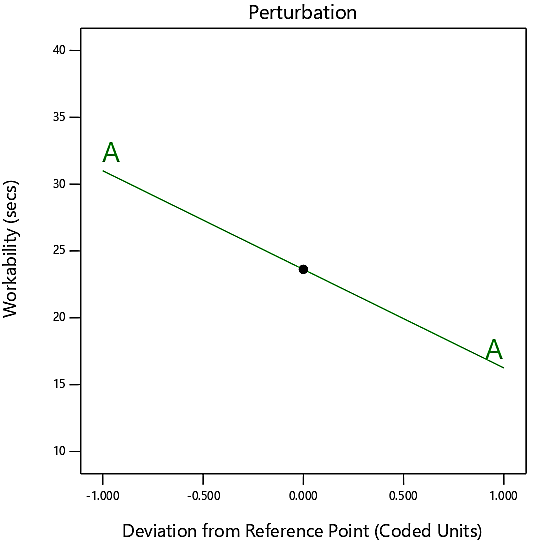 Perturbation
Workability (secs)
40
35
30
25
20
15
10
A
A
-1.000 -0.500 0.000 0.500 1.000
Deviation from Reference Point (Coded Units)